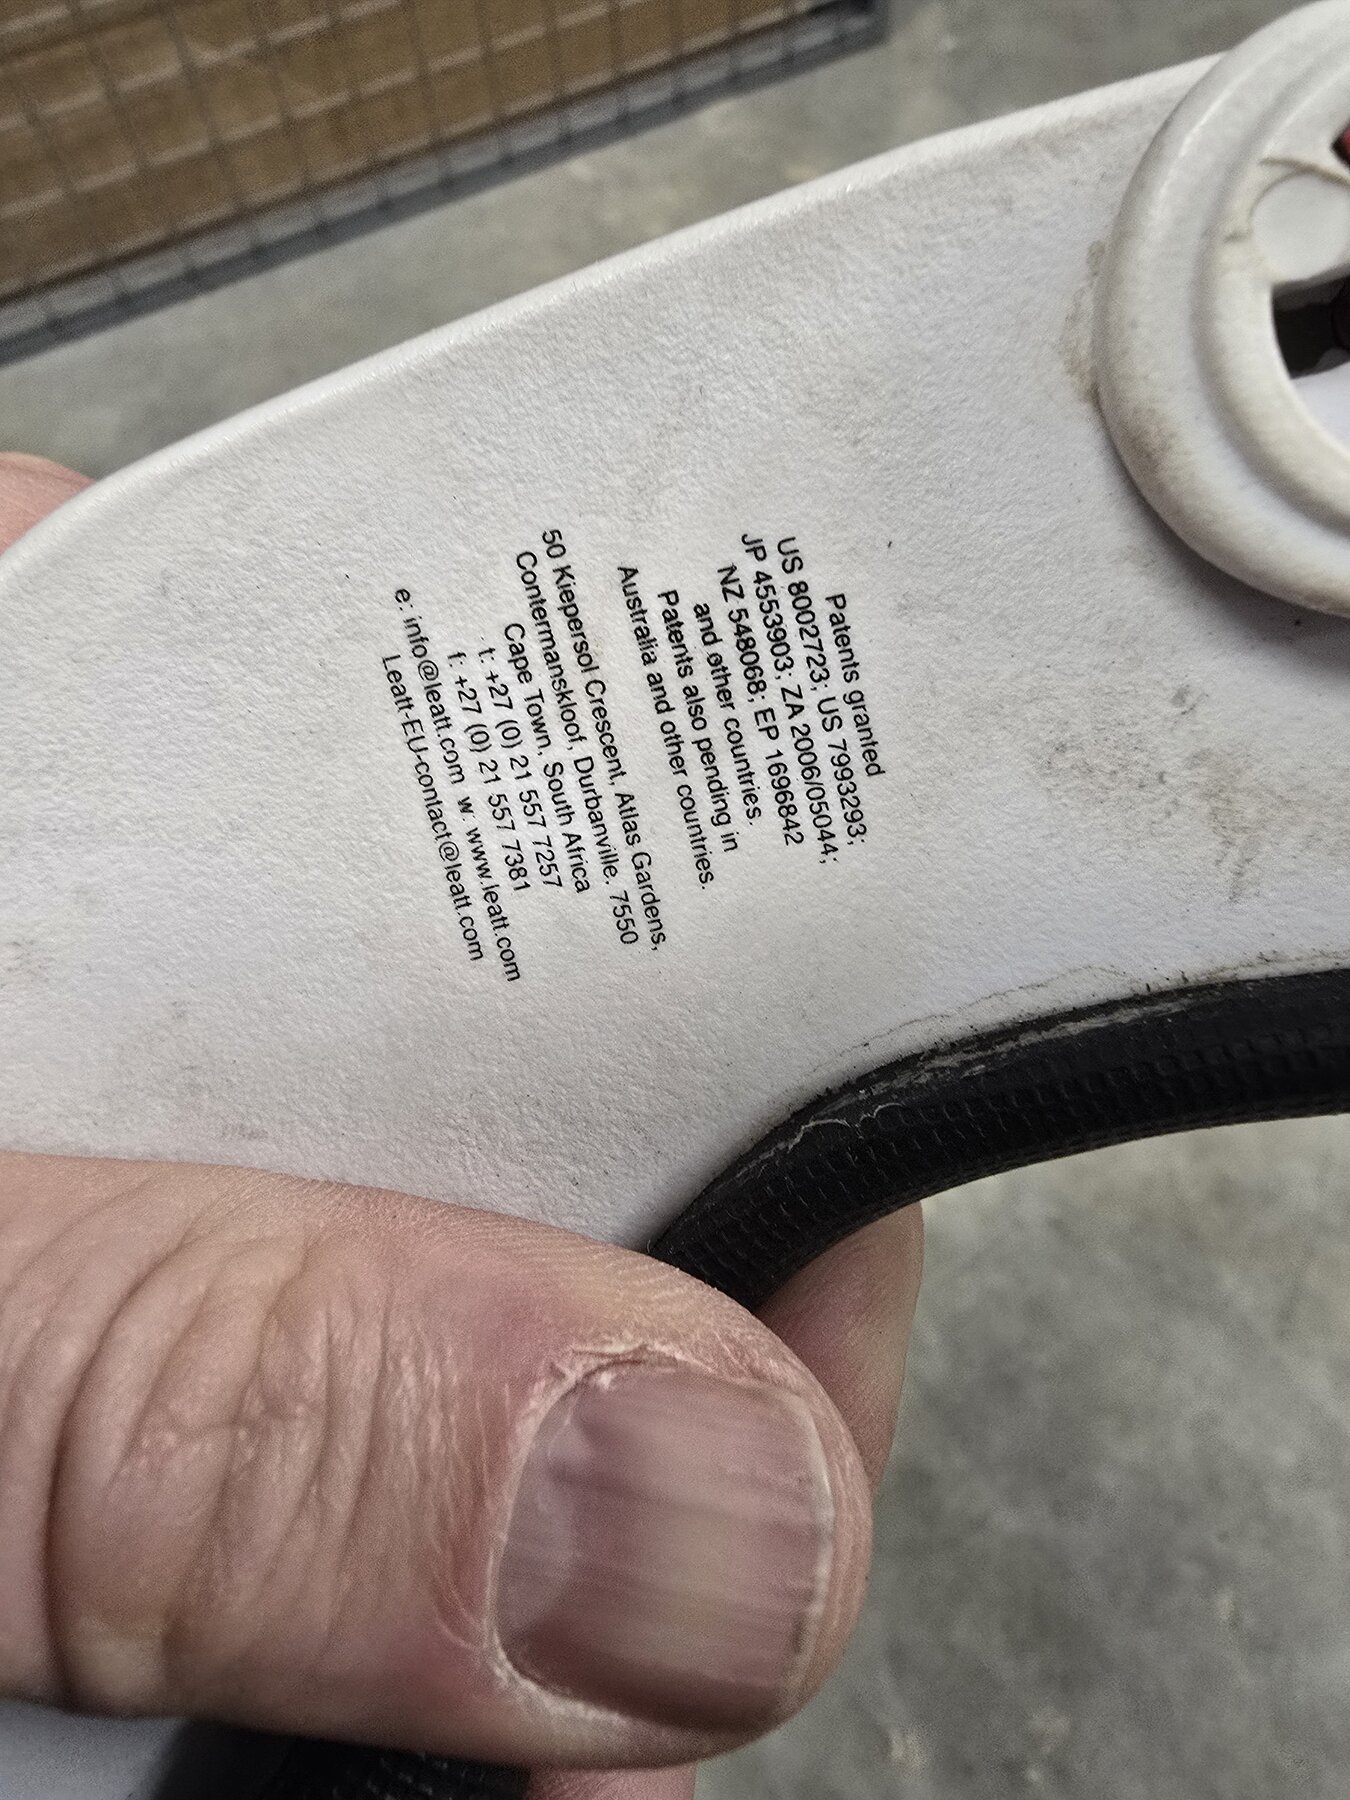 Patents granted
US 8002723; US 7993293;
JP 4553903; ZA 2006/05044;
NZ 548068; EP 1696842
and other countries.
Patents also pending in
Australia and other countries.
50 Kiepersol Crescent, Atlas Gardens,
Contermanskloof, Durbanville, 7550
Cape Town, South Africa
t: +27 (0) 21 557 7257
f: +27 (0) 21 557 7381
e: info@leatt.com w: www.leatt.com
Leatt-EU-contact@leatt.com